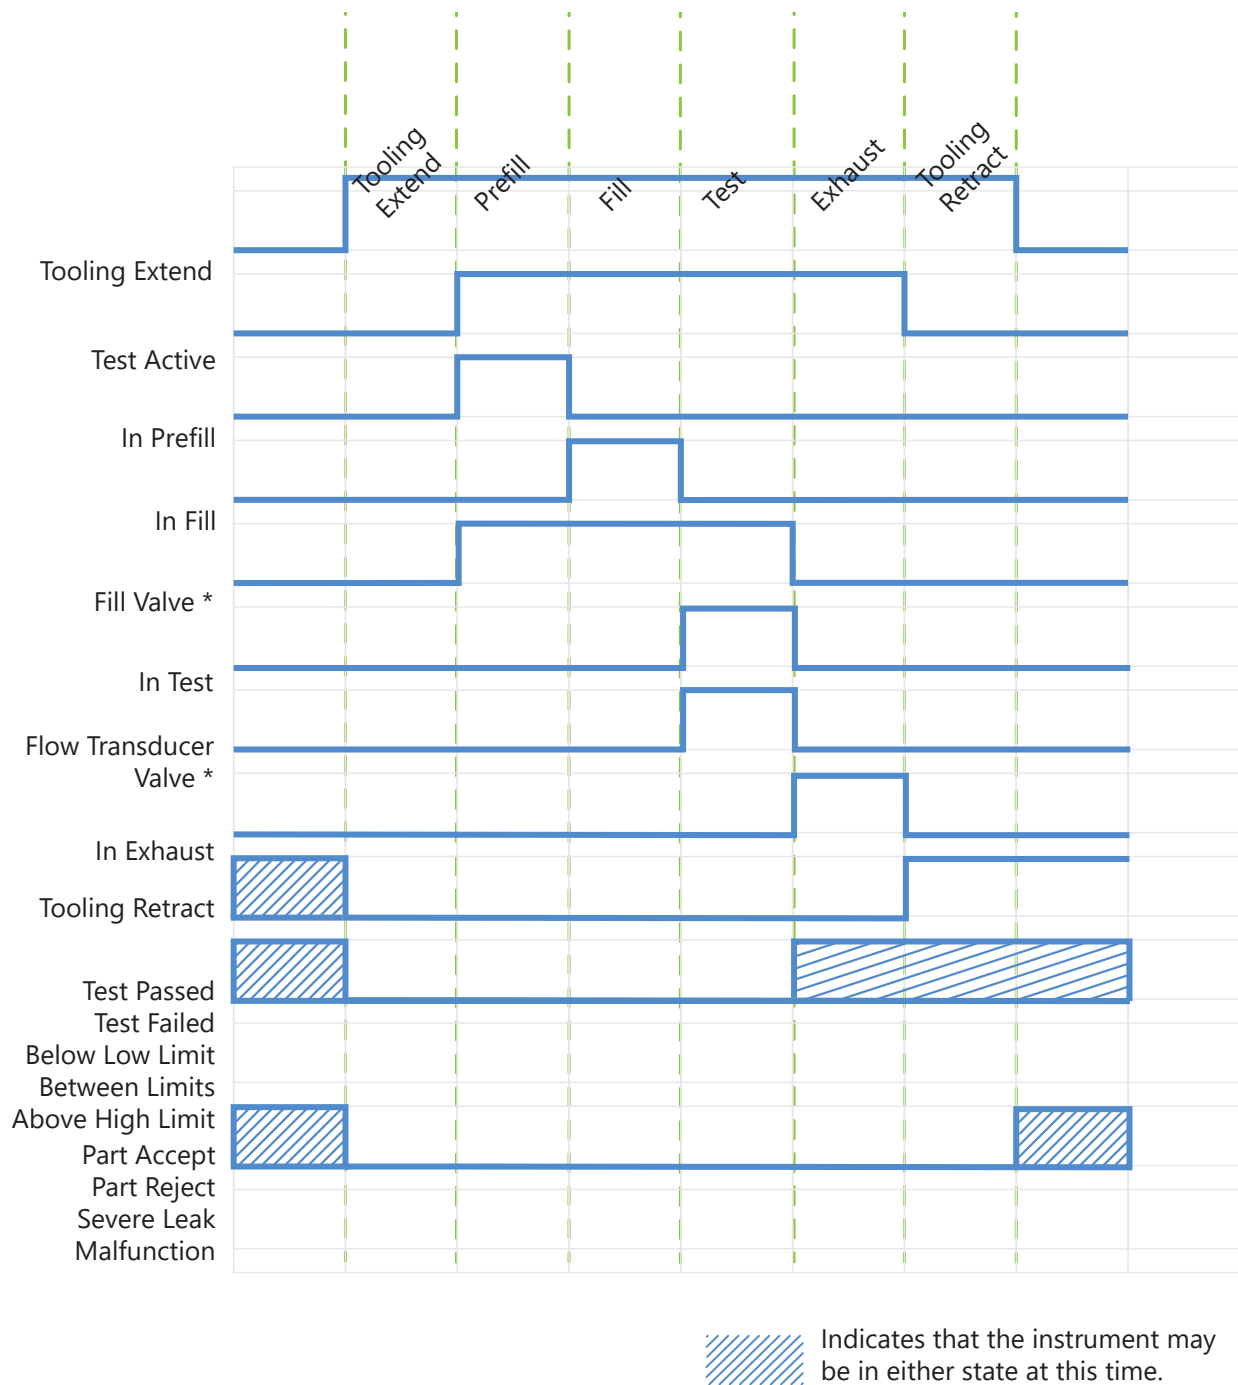 Tooling
Extend
Prefill
Fill
Test
Exhaust
Tooling
Retract
Tooling Extend
Test Active
In Prefill
In Fill
Fill Valve *
In Test
Flow Transducer
Valve *
In Exhaust
Tooling Retract
Test Passed
Test Failed
Below Low Limit
Between Limits
Above High Limit
Part Accept
Part Reject
Severe Leak
Malfunction
Indicates that the instrument may
be in either state at this time.